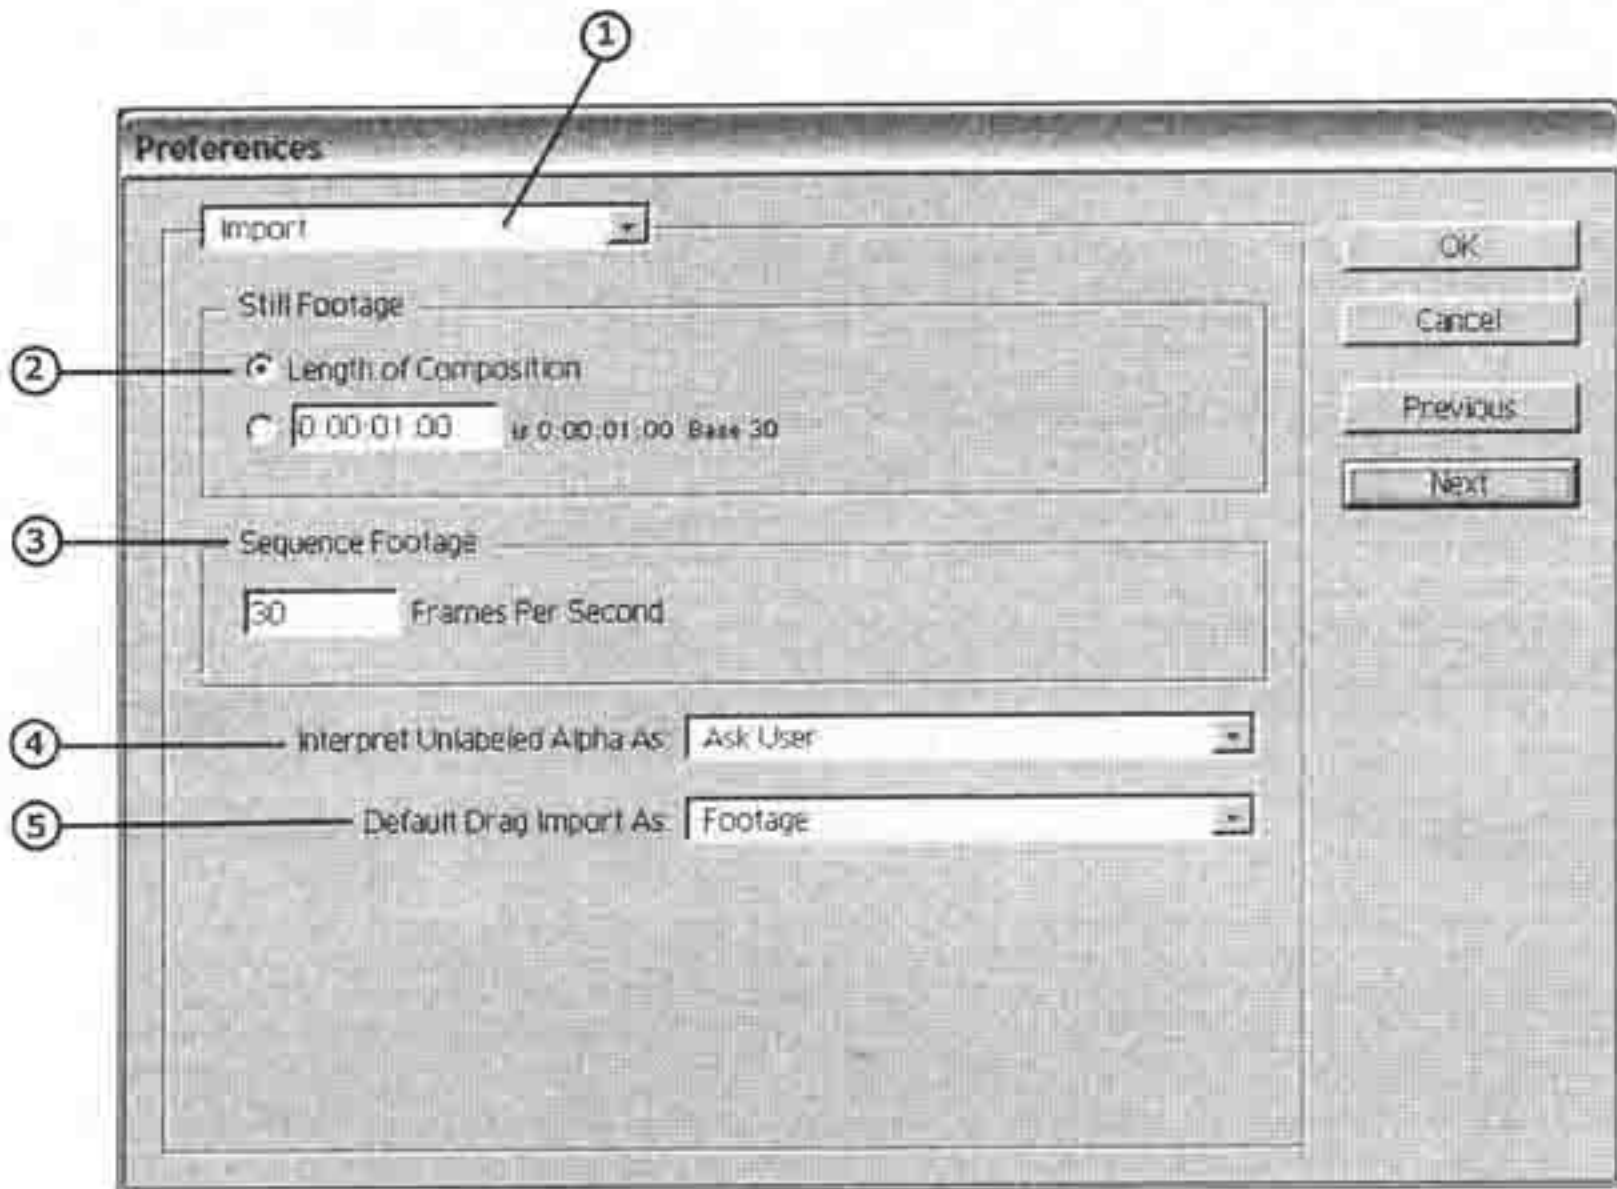 ①
Preferences
Import
OK
Still Footage
Cancel
② Length of Composition
Previous
0:00:01:00 is 0:00:01:00 Base 30
Next
③ Sequence Footage
30 Frames Per Second
④ Interpret Unlabeled Alpha As: Ask User
⑤ Default Drag Import As: Footage